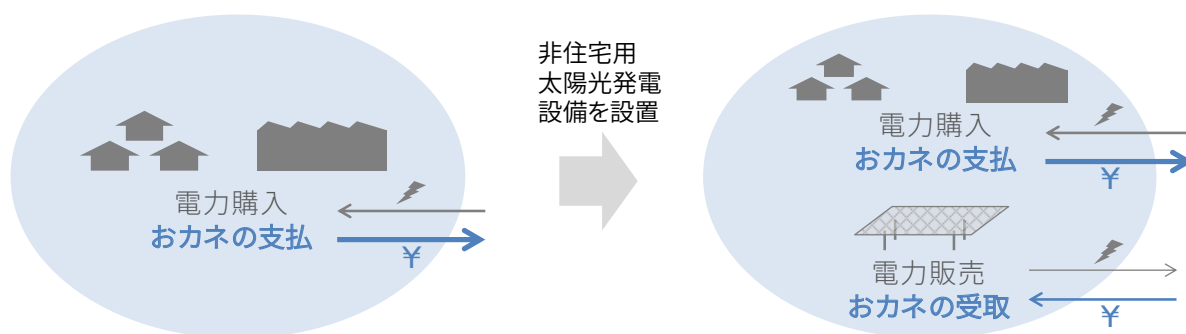 電力購入
おカネの支払
¥
非住宅用
太陽光発電
設備を設置
電力購入
おカネの支払
¥
電力販売
おカネの受取
¥